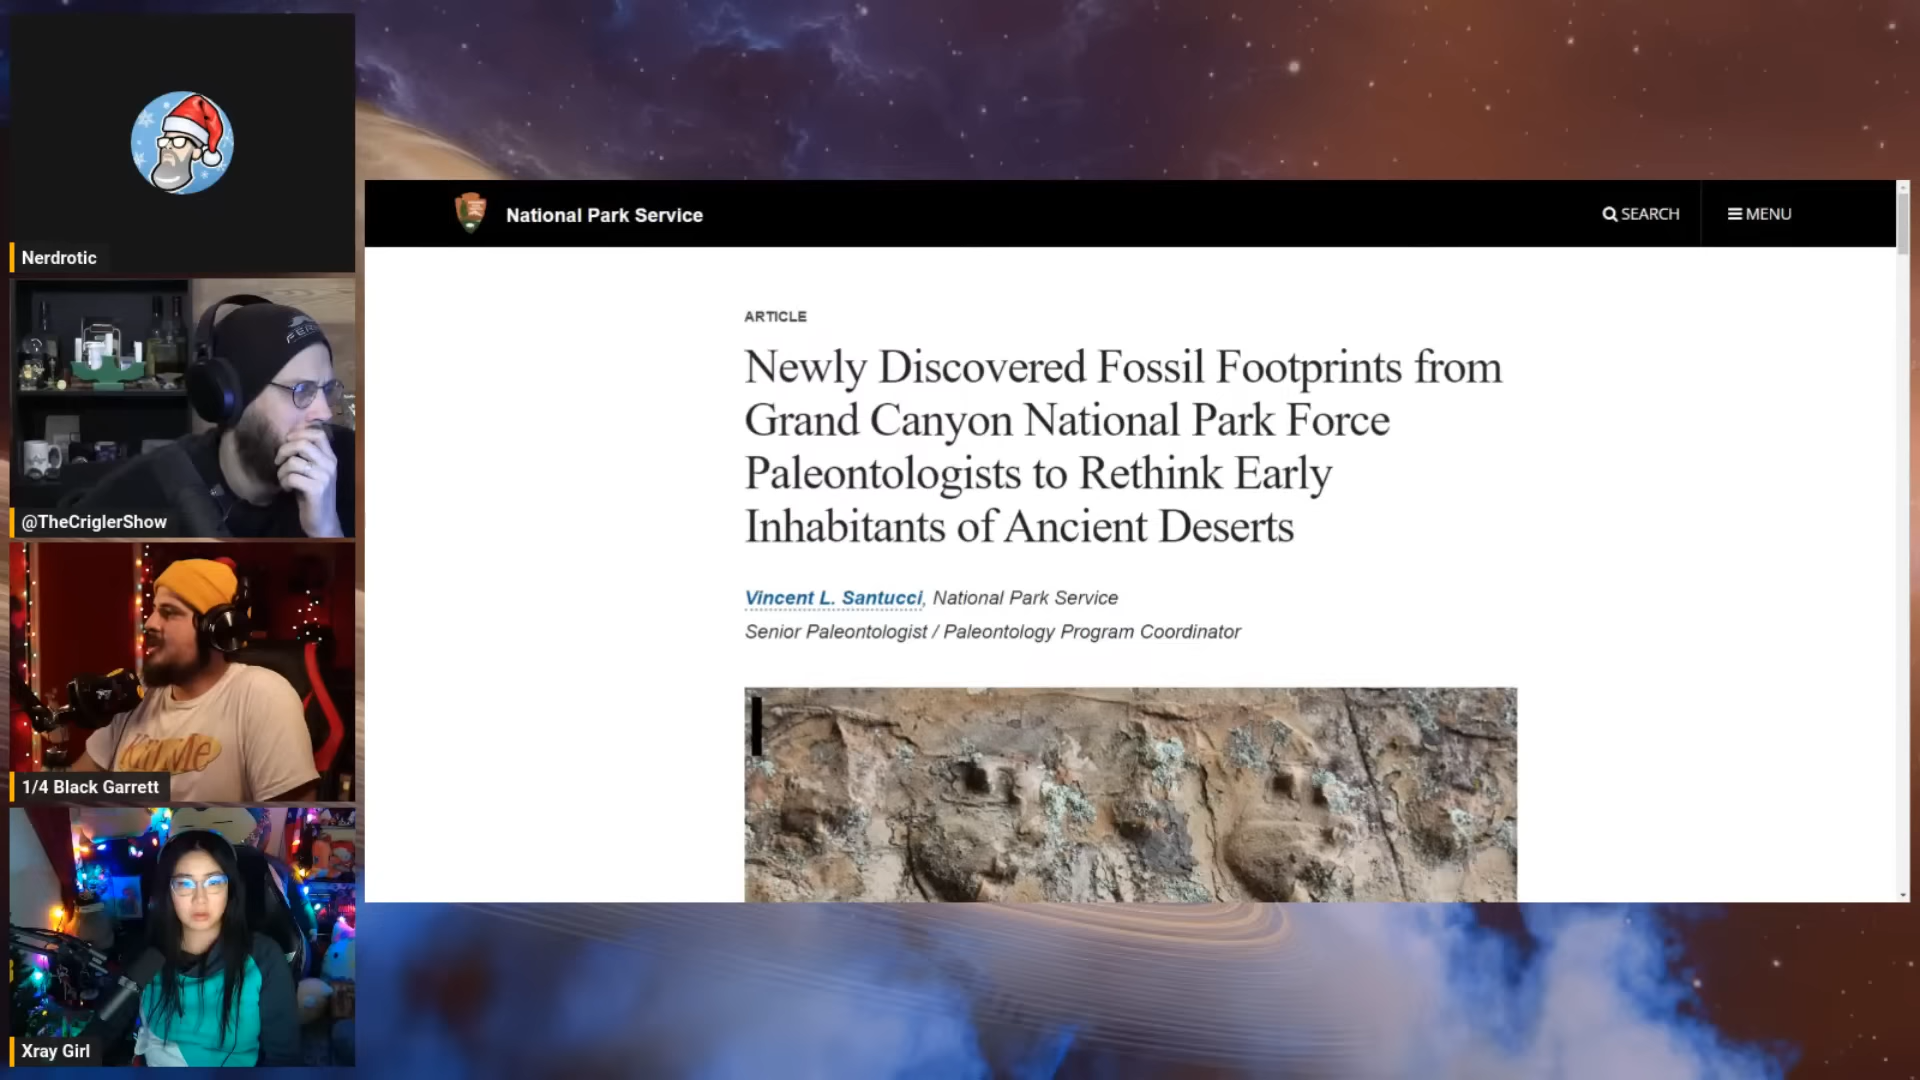 Nerdrotic
@TheCriglerShow
1/4 Black Garrett
Xray Girl
National Park Service
SEARCH
MENU
ARTICLE
Newly Discovered Fossil Footprints from
Grand Canyon National Park Force
Paleontologists to Rethink Early
Inhabitants of Ancient Deserts
Vincent L. Santucci, National Park Service
Senior Paleontologist / Paleontology Program Coordinator
Kill Me